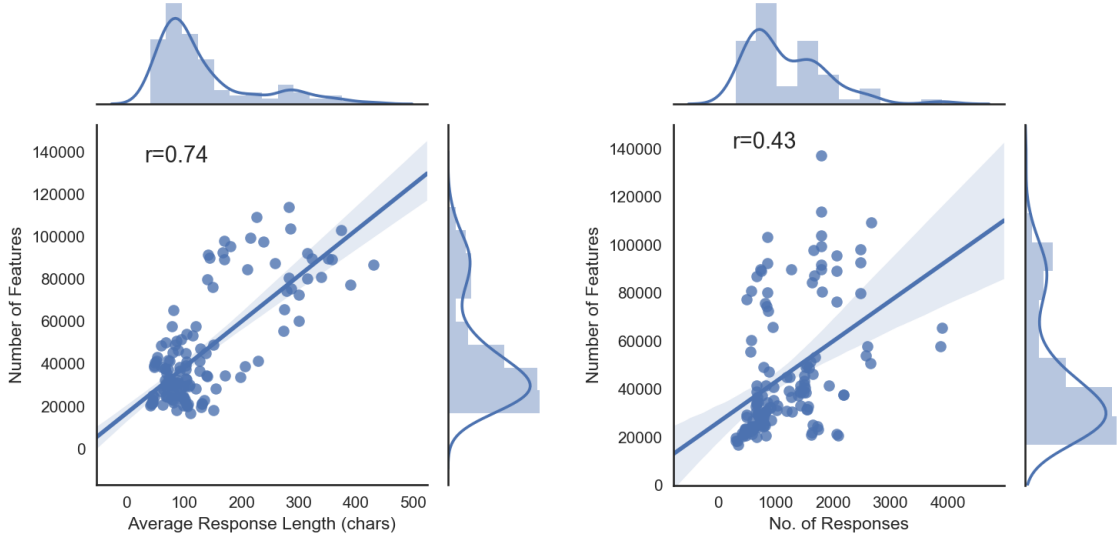 r=0.74
140000
120000
100000
80000
60000
40000
20000
0
Number of Features
0 100 200 300 400 500
Average Response Length (chars)
r=0.43
140000
120000
100000
80000
60000
40000
20000
0
Number of Features
0 1000 2000 3000 4000
No. of Responses